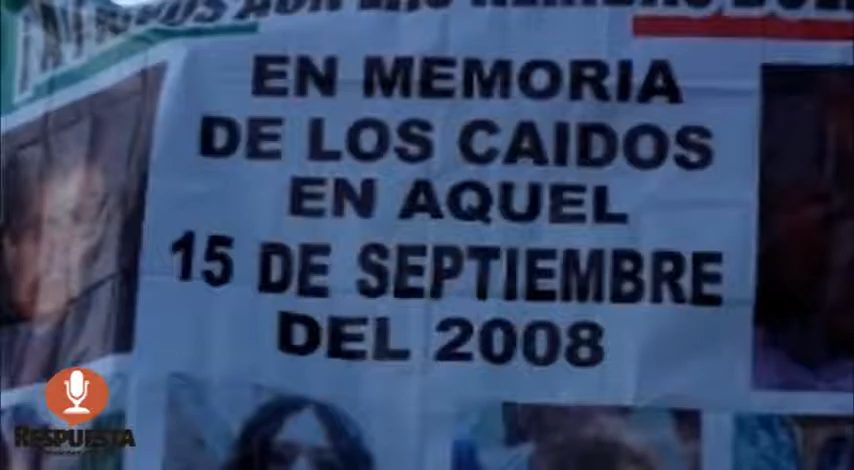 EN MEMORIA
DE LOS CAIDOS
EN AQUEL
15 DE SEPTIEMBRE
DEL 2008
RESPUESTA